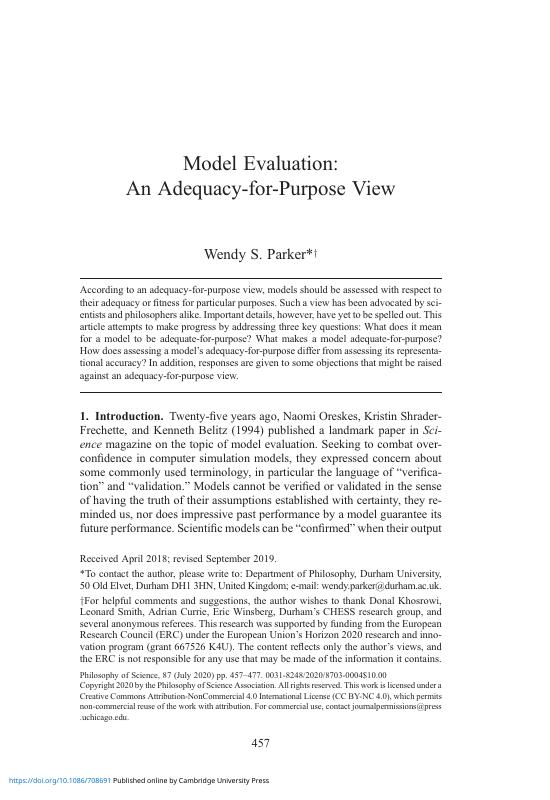 Model Evaluation:
An Adequacy-for-Purpose View
Wendy S. Parker*†
According to an adequacy-for-purpose view, models should be assessed with respect to
their adequacy or fitness for particular purposes. Such a view has been advocated by sci-
entists and philosophers alike. Important details, however, have yet to be spelled out. This
article attempts to make progress by addressing three key questions: What does it mean
for a model to be adequate-for-purpose? What makes a model adequate-for-purpose?
How does assessing a model’s adequacy-for-purpose differ from assessing its representa-
tional accuracy? In addition, responses are given to some objections that might be raised
against an adequacy-for-purpose view.
1. Introduction. Twenty-five years ago, Naomi Oreskes, Kristin Shrader-
Frechette, and Kenneth Belitz (1994) published a landmark paper in Sci-
ence magazine on the topic of model evaluation. Seeking to combat over-
confidence in computer simulation models, they expressed concern about
some commonly used terminology, in particular the language of “verifica-
tion” and “validation.” Models cannot be verified or validated in the sense
of having the truth of their assumptions established with certainty, they re-
minded us, nor does impressive past performance by a model guarantee its
future performance. Scientific models can be “confirmed” when their output
Received April 2018; revised September 2019.
*To contact the author, please write to: Department of Philosophy, Durham University,
50 Old Elvet, Durham DH1 3HN, United Kingdom; e-mail: wendy.parker@durham.ac.uk.
†For helpful comments and suggestions, the author wishes to thank Donal Khosrowi,
Leonard Smith, Adrian Currie, Eric Winsberg, Durham’s CHESS research group, and
several anonymous referees. This research was supported by funding from the European
Research Council (ERC) under the European Union’s Horizon 2020 research and inno-
vation program (grant 667526 K4U). The content reflects only the author’s views, and
the ERC is not responsible for any use that may be made of the information it contains.
Philosophy of Science, 87 (July 2020) pp. 457–477. 0031-8248/2020/8703-0004$10.00
Copyright 2020 by the Philosophy of Science Association. All rights reserved. This work is licensed under a
Creative Commons Attribution-NonCommercial 4.0 International License (CC BY-NC 4.0), which permits
non-commercial reuse of the work with attribution. For commercial use, contact journalpermissions@press
.uchicago.edu.
457
https://doi.org/10.1086/708691 Published online by Cambridge University Press